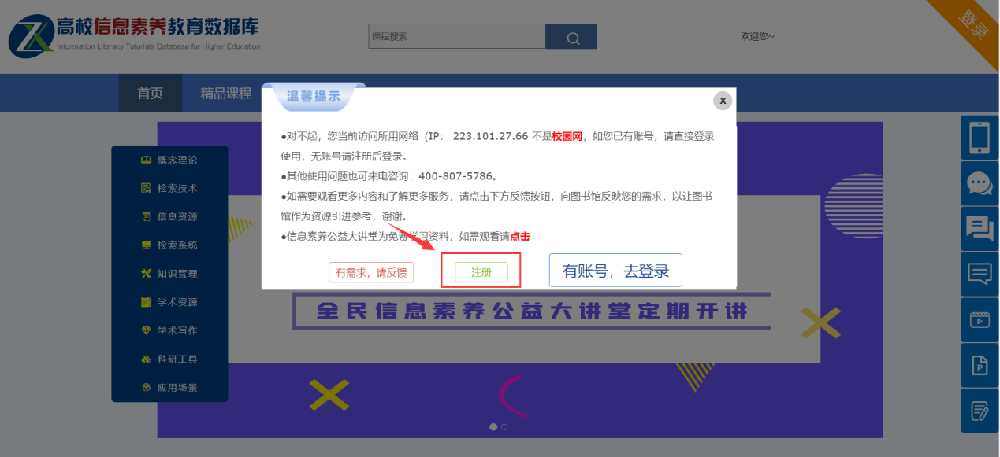 高校信息素养教育数据库
Information Literacy Tutorials Database for Higher Education
课程搜索
欢迎您~
登录
首页
精品课程
温馨提示
x
●对不起，您当前访问所用网络（IP： 223.101.27.66 不是校园网，如您已有账号，请直接登录
使用，无账号请注册后登录。
●其他使用问题也可来电咨询：400-807-5786。
●如需要观看更多内容和了解更多服务，请点击下方反馈按钮，向图书馆反映您的需求，以让图书
馆作为资源引进参考，谢谢。
●信息素养公益大讲堂为免费学习资料，如需观看请点击
有需求，请反馈
注册
有账号，去登录
概念理论
检索技术
信息资源
检索系统
知识管理
学术资源
学术写作
科研工具
应用场景
全民信息素养公益大讲堂定期开讲
P